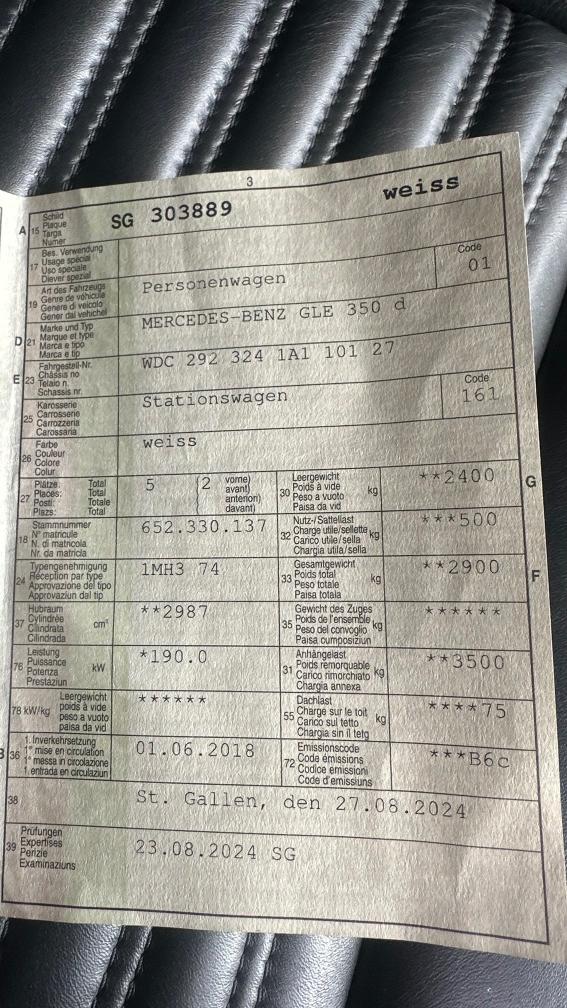 3
A 15 Schild
Plaque
Targa
Numer
SG 303889
weiss
17 Bes. Verwendung
Usage spécial
Uso speciale
Diever spezial
19 Art des Fahrzeugs
Genre de véhicule
Genere di veicolo
Gener dal vehichel
Personenwagen
Code
01
D 21 Marke und Typ
Marque et type
Marca e tipo
Marca e tip
MERCEDES-BENZ GLE 350 d
E 23 Fahrgestell-Nr.
Châssis no
Telaio n.
Schassis nr.
WDC 292 324 1A1 101 27
25 Karosserie
Carrosserie
Carrozzeria
Carossaria
Stationswagen
Code
161
26 Farbe
Couleur
Colore
Colur
weiss
27 Plätze: Total
Places: Total
Posti: Totale
Plazs: Total
5 (2 vorne)
avant)
anteriori)
davant)
30 Leergewicht
Poids à vide
Peso a vuoto
Paisa da vid
kg
**2400
G
18 Stammnummer
N° matricule
N. di matricola
Nr. da matricla
652.330.137
32 Nutz-/Sattellast
Charge utile/sellette
Carico utile/sella
Chargia utila/sella
kg
***500
24 Typengenehmigung
Réception par type
Approvazione del tipo
Approvaziun dal tip
1MH3 74
33 Gesamtgewicht
Poids total
Peso totale
Paisa totala
kg
**2900
F
37 Hubraum
Cylindrée
Cilindrata
Cilindrada
cm³
**2987
35 Gewicht des Zuges
Poids de l'ensemble
Peso del convoglio
Paisa cumposiziun
kg
******
76 Leistung
Puissance
Potenza
Prestaziun
kW
*190.0
31 Anhängelast
Poids remorquable
Carico rimorchiato
Chargia annexa
kg
**3500
78 kW/kg Leergewicht
poids à vide
peso a vuoto
paisa da vid
******
55 Dachlast
Charge sur le toit
Carico sul tetto
Chargia sin il tetg
kg
****75
B 36 1. Inverkehrsetzung
1re mise en circulation
1a messa in circolazione
1. entrada en circulaziun
01.06.2018
72 Emissionscode
Code émissions
Codice emissioni
Code d'emissiuns
***B6c
38
St. Gallen, den 27.08.2024
39 Prüfungen
Expertises
Perizie
Examinaziuns
23.08.2024 SG